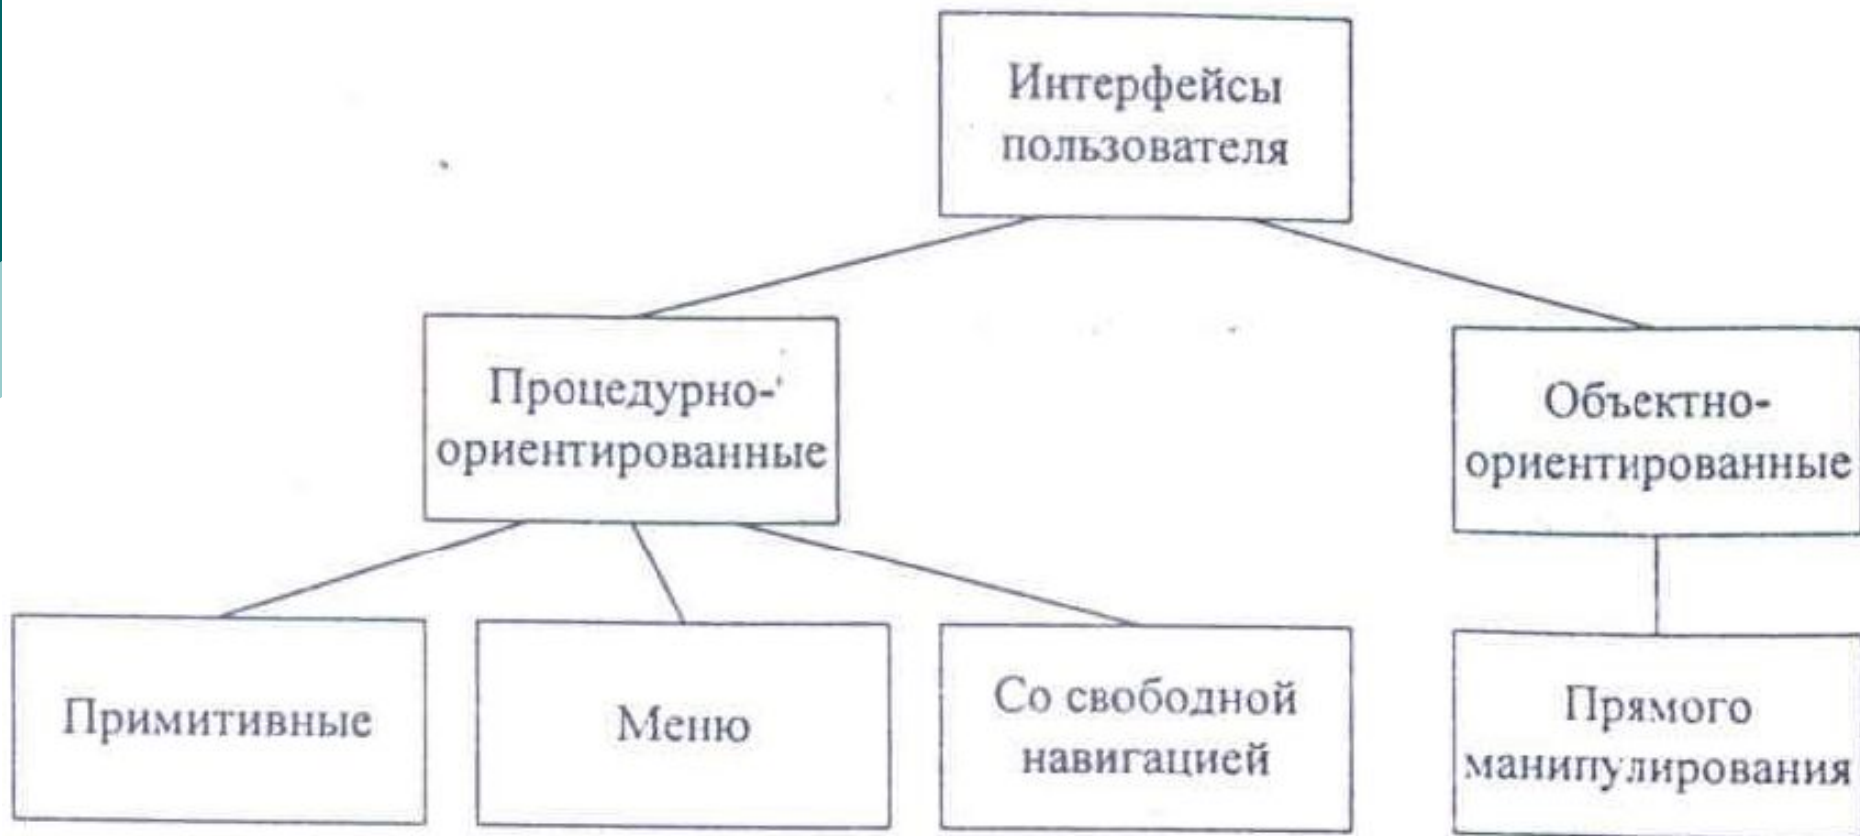 Интерфейсы
пользователя
Процедурно-
ориентированные
Объектно-
ориентированные
Примитивные
Меню
Со свободной
навигацией
Прямого
манипулирования